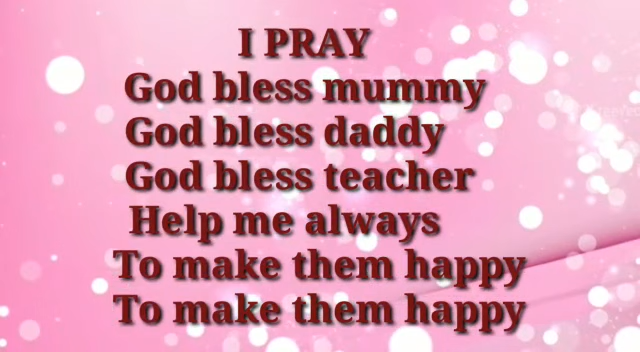 I PRAY
God bless mummy
God bless daddy
God bless teacher
Help me always
To make them happy
To make them happy